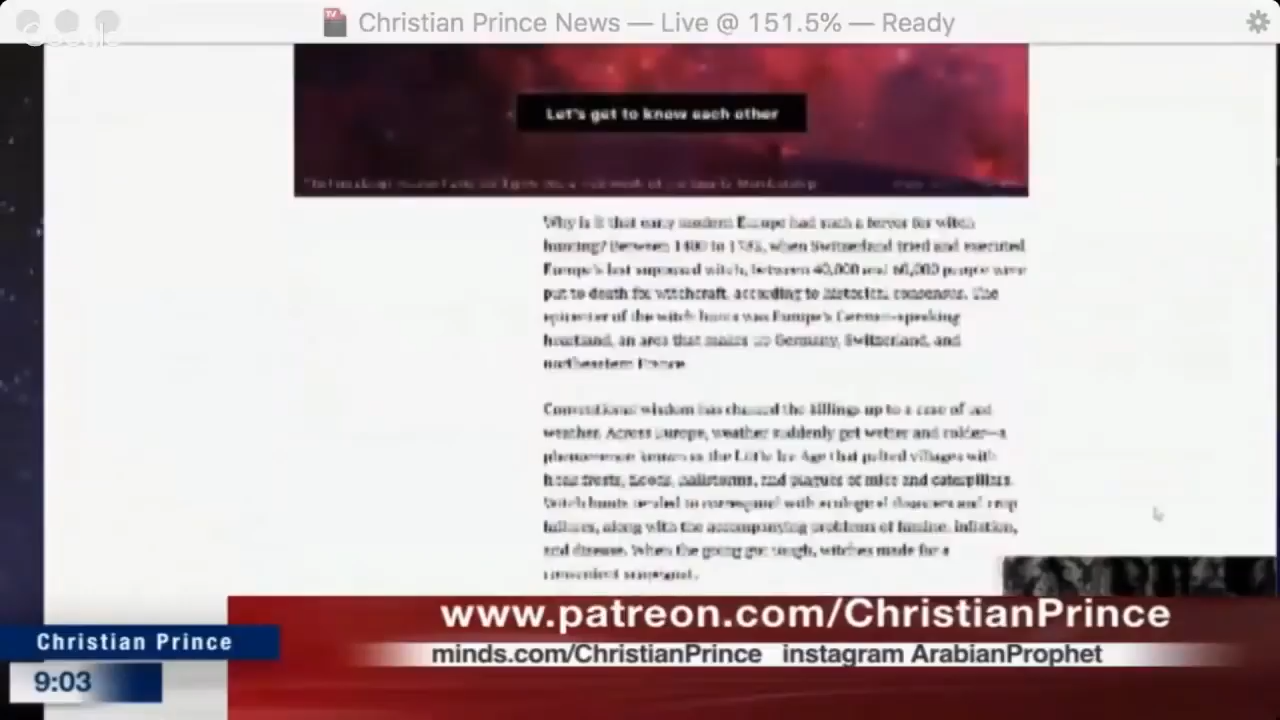 Christian Prince News — Live @ 151.5% — Ready
Google
Let's get to know each other
Why is it that early modern Europe had such a fervor for witch
hunting? Between 1400 to 1782, when Switzerland tried and executed
Europe's last supposed witch, between 40,000 and 60,000 people were
put to death for witchcraft, according to historical consensus. The
epicenter of the witch hunts was Europe's German-speaking
heartland, an area that makes up Germany, Switzerland, and
northeastern France.
Conventional wisdom has chalked the killings up to a case of bad
weather. Across Europe, weather suddenly got wetter and colder—a
phenomenon known as the Little Ice Age that pelted villages with
freak frosts, floods, hailstorms, and plagues of mice and caterpillars.
Witch hunts tended to correspond with ecological disasters and crop
failures, along with the accompanying problems of famine, inflation,
and disease. When the going got tough, witches made for a
convenient scapegoat.
www.patreon.com/ChristianPrince
Christian Prince
minds.com/ChristianPrince instagram ArabianProphet
9:03